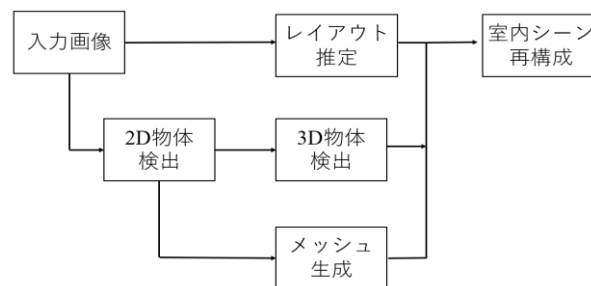 入力画像
レイアウト
推定
室内シーン
再構成
2D物体
検出
3D物体
検出
メッシュ
生成